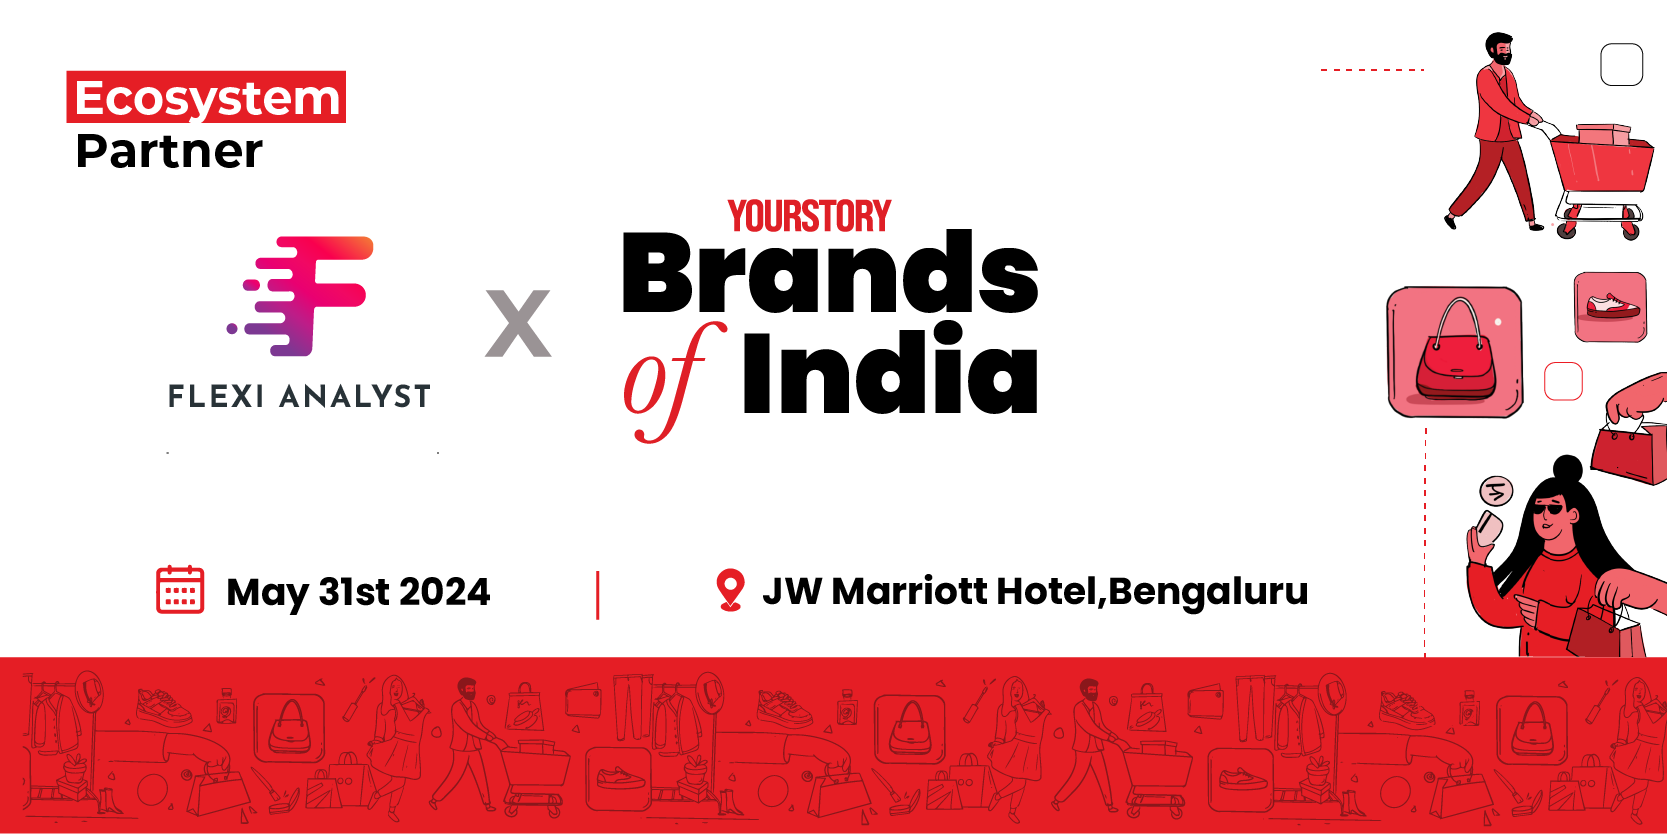 Ecosystem
Partner
FLEXI ANALYST
X
YOURSTORY
Brands
of India
May 31st 2024
JW Marriott Hotel,Bengaluru